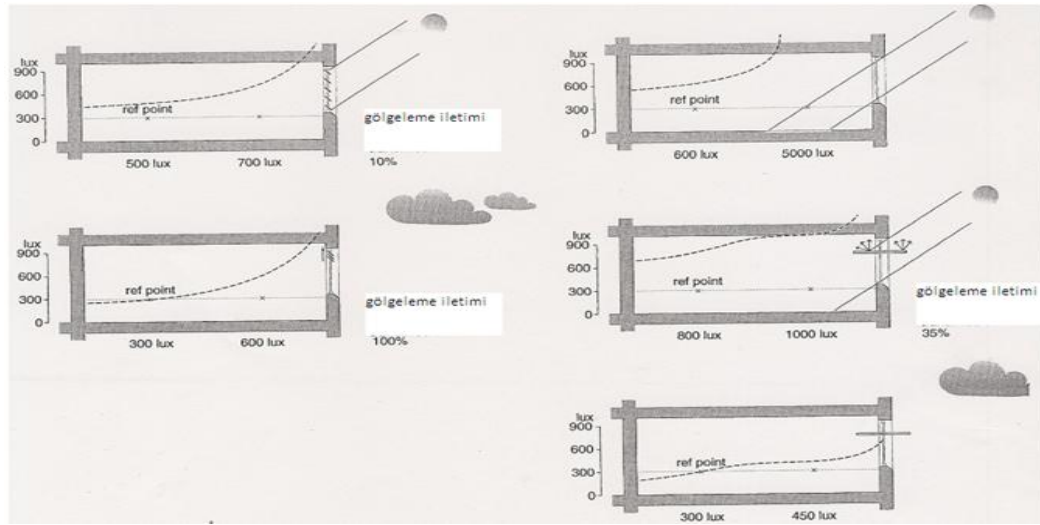 lux
900
600
300
0
ref point
500 lux 700 lux
gölgeleme iletimi
10%
lux
900
600
300
0
ref point
600 lux 5000 lux
lux
900
600
300
0
ref point
300 lux 600 lux
gölgeleme iletimi
100%
lux
900
600
300
0
ref point
800 lux 1000 lux
gölgeleme iletimi
35%
lux
900
600
300
0
ref point
300 lux 450 lux